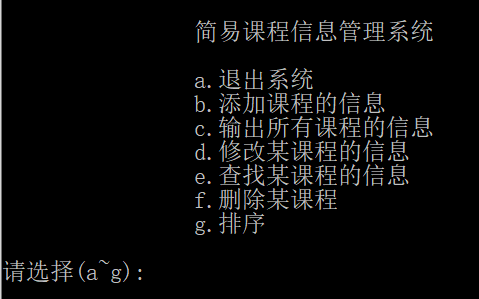 简易课程信息管理系统
a.退出系统
b.添加课程的信息
c.输出所有课程的信息
d.修改某课程的信息
e.查找某课程的信息
f.删除某课程
g.排序
请选择(a~g):